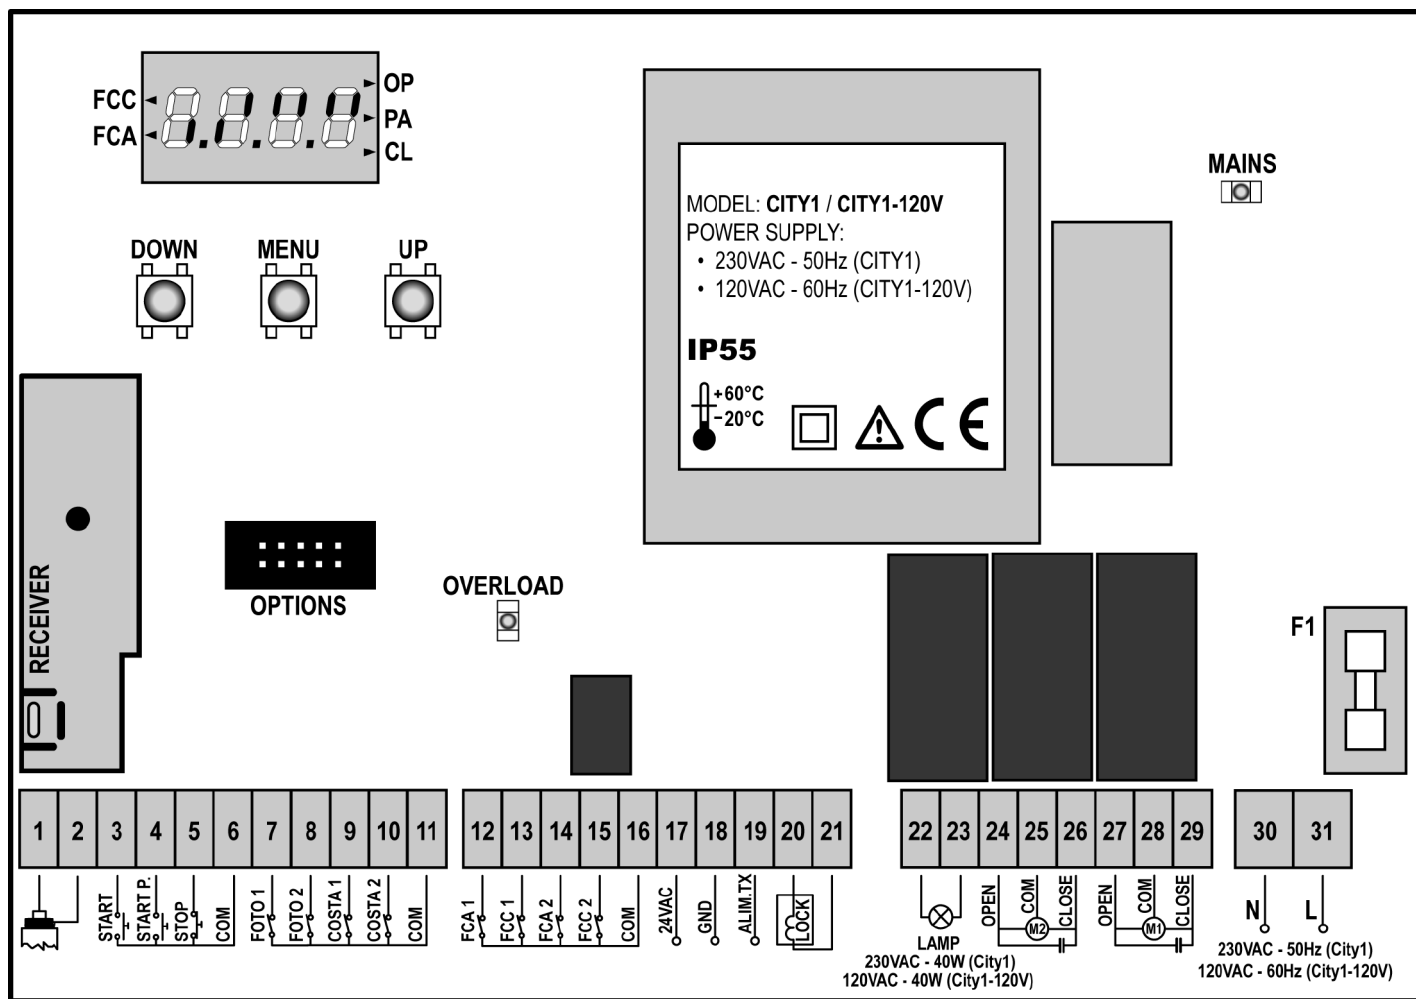 FCC
FCA
OP
PA
CL
DOWN
MENU
UP
MODEL: CITY1 / CITY1-120V
POWER SUPPLY:
• 230VAC - 50Hz (CITY1)
• 120VAC - 60Hz (CITY1-120V)
IP55
+60°C
-20°C
CE
MAINS
RECEIVER
OPTIONS
OVERLOAD
F1
1 2 3 4 5 6 7 8 9 10 11
12 13 14 15 16 17 18 19 20 21
22 23 24 25 26 27 28 29
30 31
START
START P.
STOP
COM
FOTO 1
FOTO 2
COSTA 1
COSTA 2
COM
FCA 1
FCC 1
FCA 2
FCC 2
COM
24VAC
GND
ALIM.TX
LOCK
LAMP
230VAC - 40W (City1)
120VAC - 40W (City1-120V)
OPEN
COM
CLOSE
M2
OPEN
COM
CLOSE
M1
N
L
230VAC - 50Hz (City1)
120VAC - 60Hz (City1-120V)